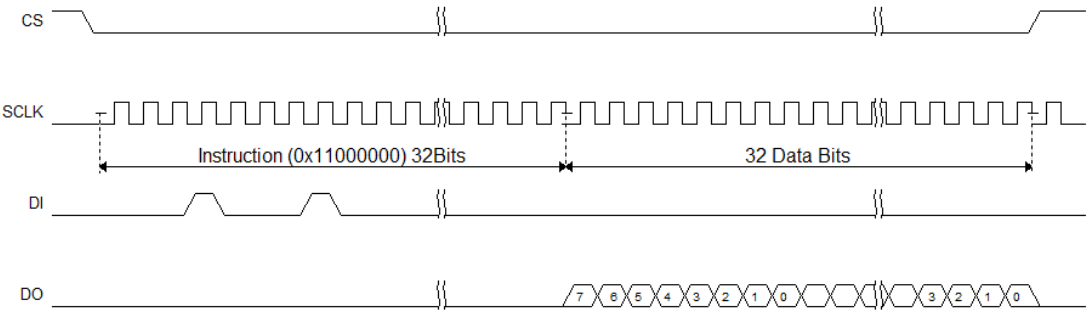 CS
SCLK
Instruction (0x11000000) 32Bits
32 Data Bits
DI
DO
7 6 5 4 3 2 1 0 3 2 1 0